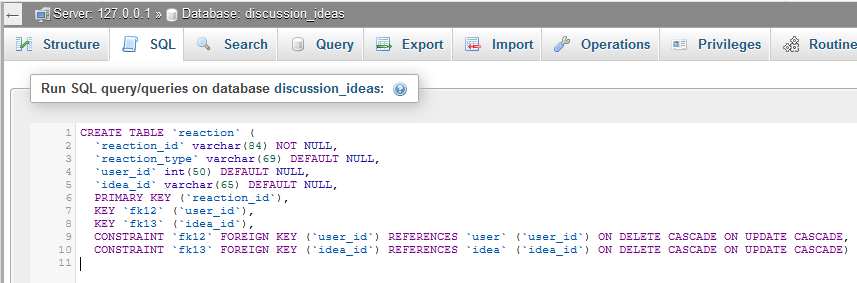 ← Server: 127.0.0.1 » Database: discussion_ideas
Structure SQL Search Query Export Import Operations Privileges Routine
Run SQL query/queries on database discussion_ideas:
1 CREATE TABLE `reaction` (
2 `reaction_id` varchar(84) NOT NULL,
3 `reaction_type` varchar(69) DEFAULT NULL,
4 `user_id` int(50) DEFAULT NULL,
5 `idea_id` varchar(65) DEFAULT NULL,
6 PRIMARY KEY (`reaction_id`),
7 KEY `fk12` (`user_id`),
8 KEY `fk13` (`idea_id`),
9 CONSTRAINT `fk12` FOREIGN KEY (`user_id`) REFERENCES `user` (`user_id`) ON DELETE CASCADE ON UPDATE CASCADE,
10 CONSTRAINT `fk13` FOREIGN KEY (`idea_id`) REFERENCES `idea` (`idea_id`) ON DELETE CASCADE ON UPDATE CASCADE)
11